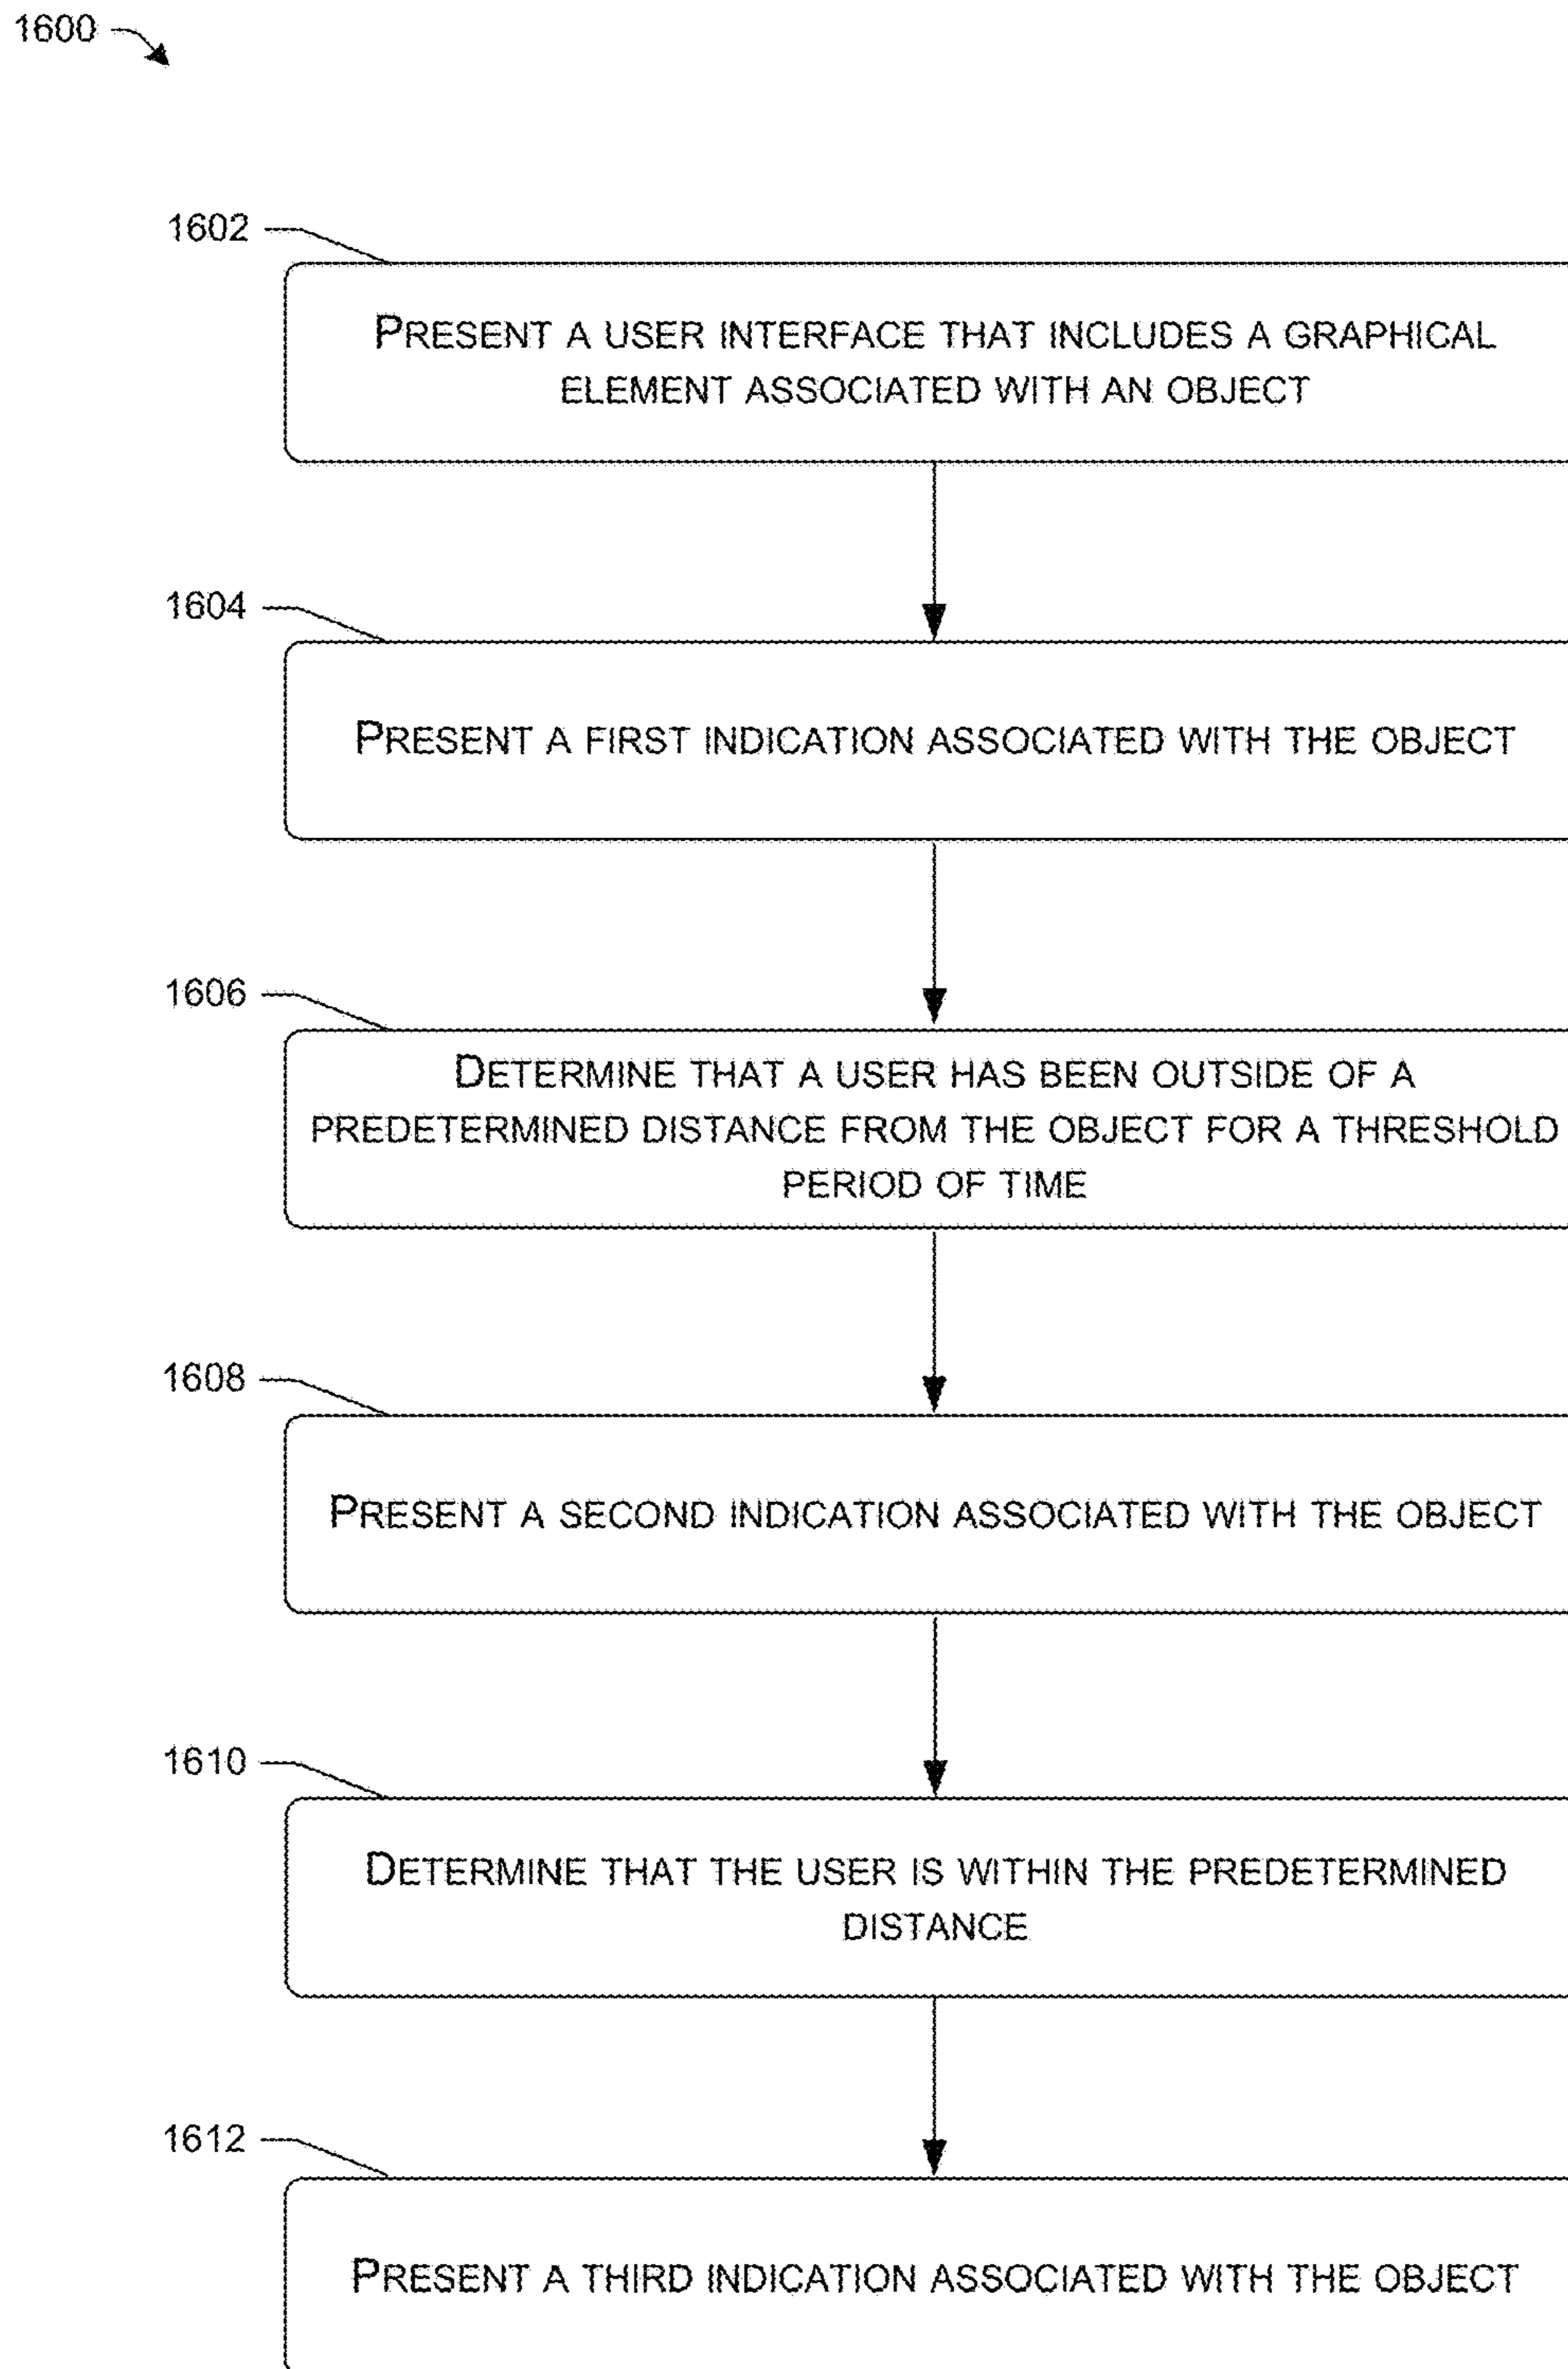 1600
1602
PRESENT A USER INTERFACE THAT INCLUDES A GRAPHICAL
ELEMENT ASSOCIATED WITH AN OBJECT
1604
PRESENT A FIRST INDICATION ASSOCIATED WITH THE OBJECT
1606
DETERMINE THAT A USER HAS BEEN OUTSIDE OF A
PREDETERMINED DISTANCE FROM THE OBJECT FOR A THRESHOLD
PERIOD OF TIME
1608
PRESENT A SECOND INDICATION ASSOCIATED WITH THE OBJECT
1610
DETERMINE THAT THE USER IS WITHIN THE PREDETERMINED
DISTANCE
1612
PRESENT A THIRD INDICATION ASSOCIATED WITH THE OBJECT